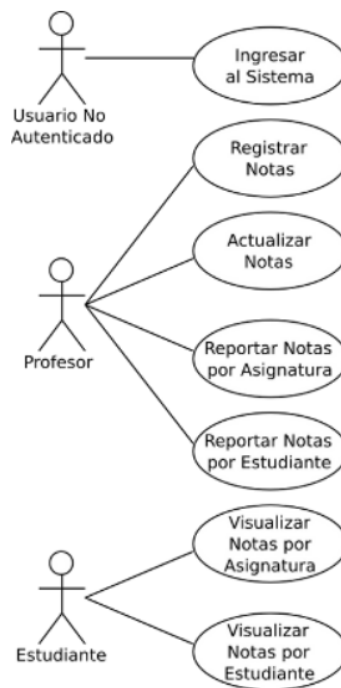 Ingresar
al Sistema
Usuario No
Autenticado
Registrar
Notas
Actualizar
Notas
Profesor
Reportar Notas
por Asignatura
Reportar Notas
por Estudiante
Visualizar
Notas por
Asignatura
Estudiante
Visualizar
Notas por
Estudiante